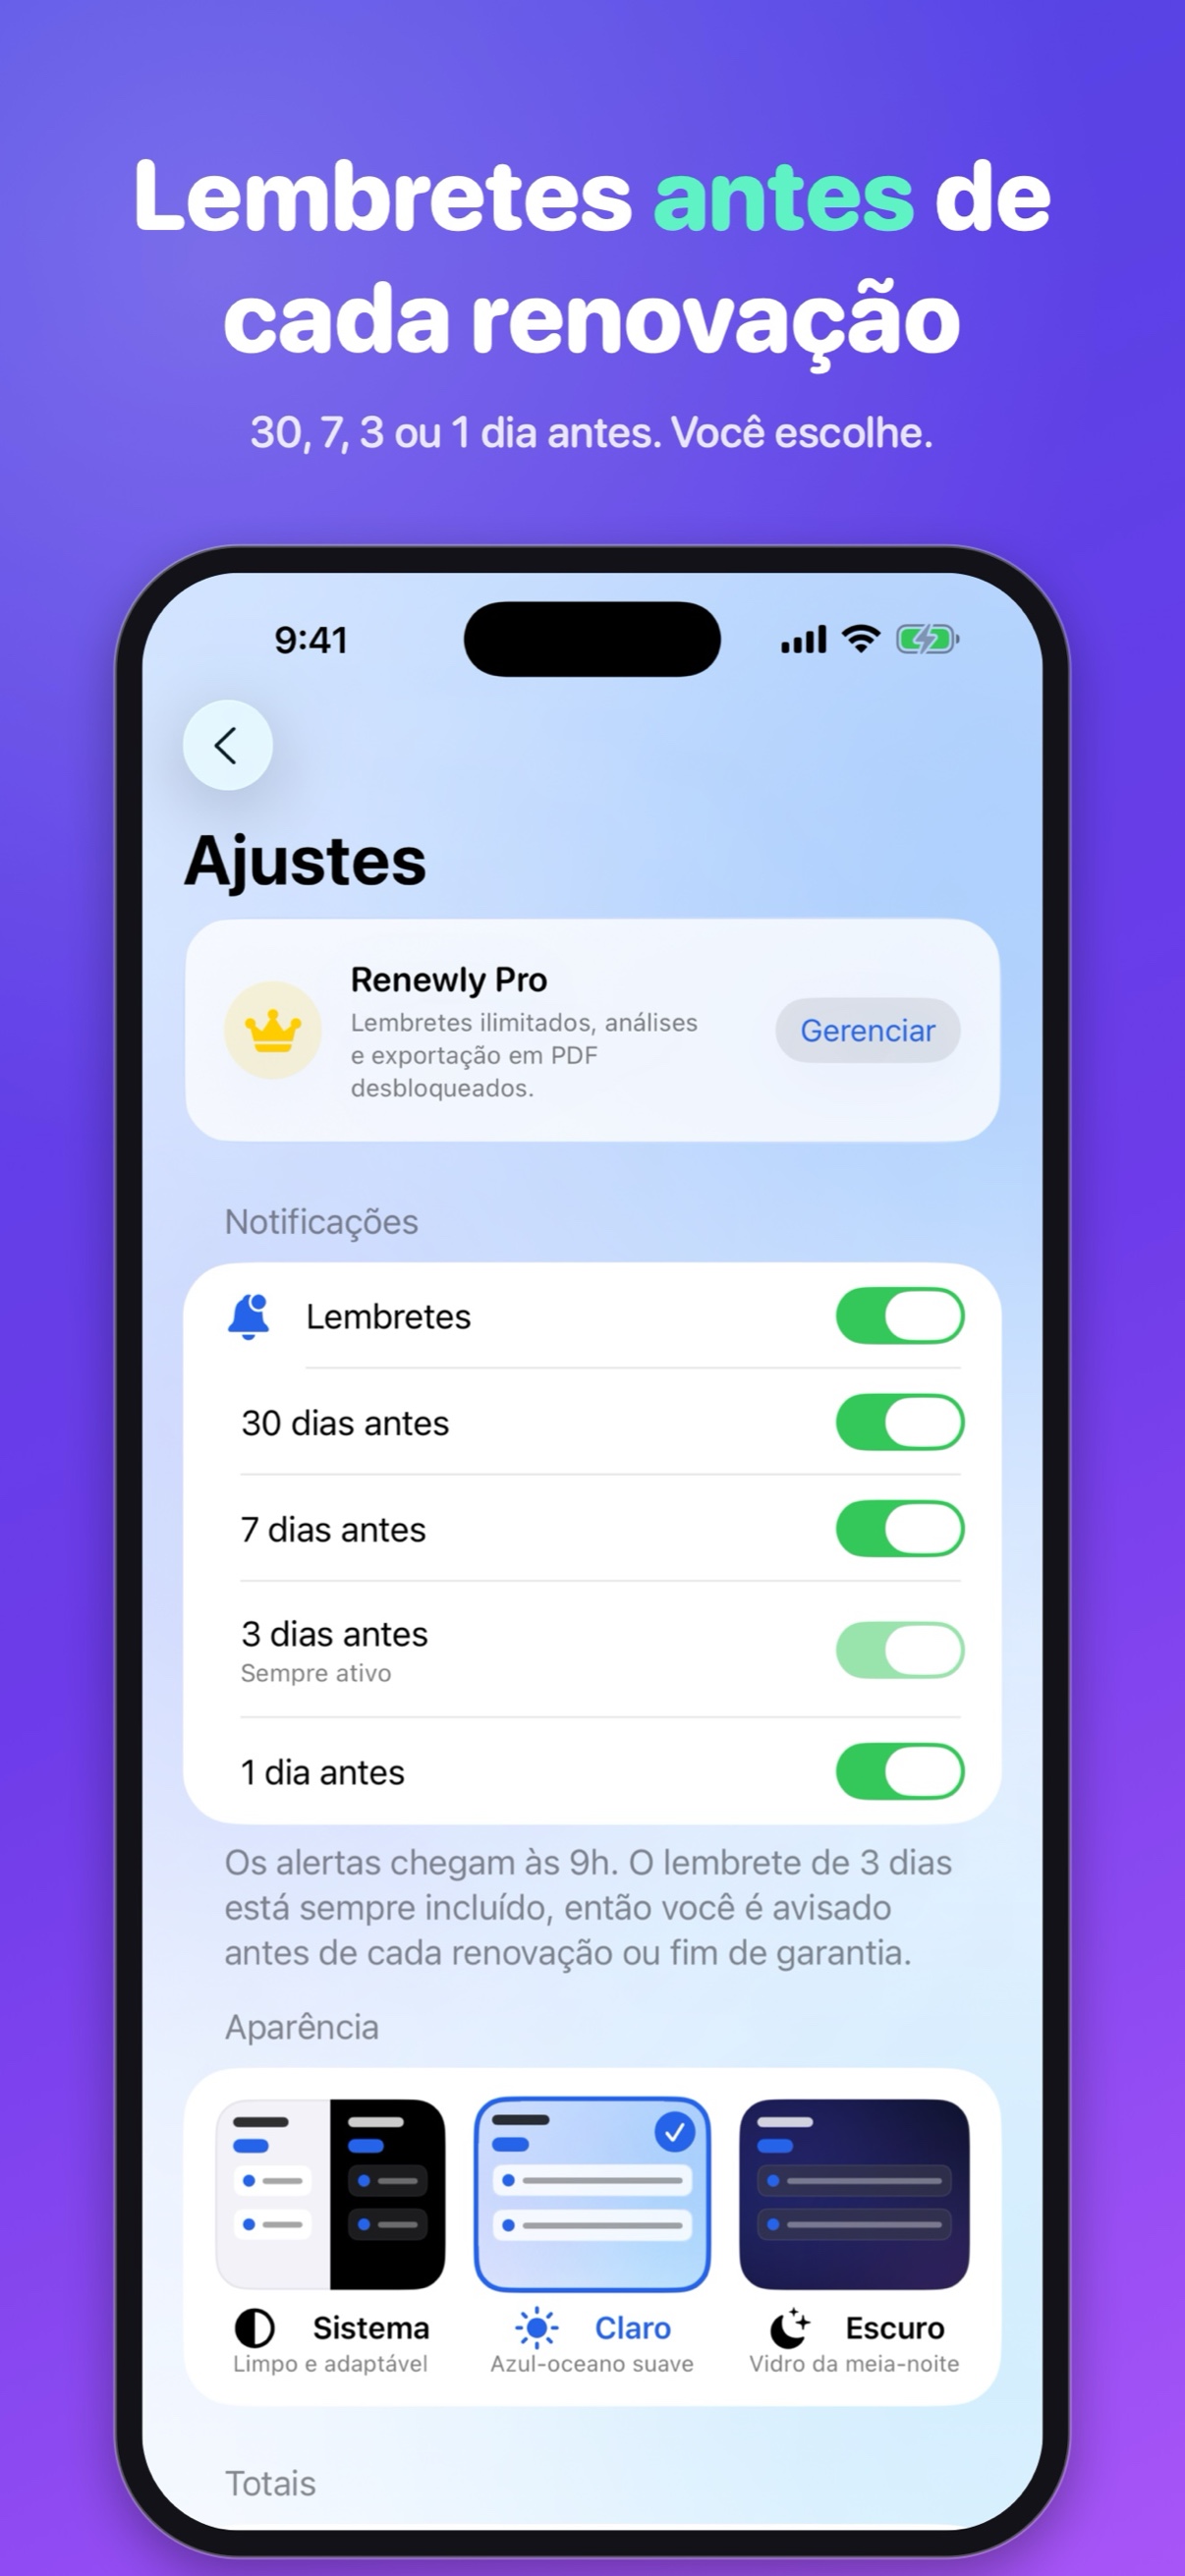 Lembretes antes de
cada renovação
30, 7, 3 ou 1 dia antes. Você escolhe.
9:41
Ajustes
Renewly Pro
Lembretes ilimitados, análises
e exportação em PDF
desbloqueados.
Gerenciar
Notificações
Lembretes
30 dias antes
7 dias antes
3 dias antes
Sempre ativo
1 dia antes
Os alertas chegam às 9h. O lembrete de 3 dias
está sempre incluído, então você é avisado
antes de cada renovação ou fim de garantia.
Aparência
Sistema
Limpo e adaptável
Claro
Azul-oceano suave
Escuro
Vidro da meia-noite
Totais